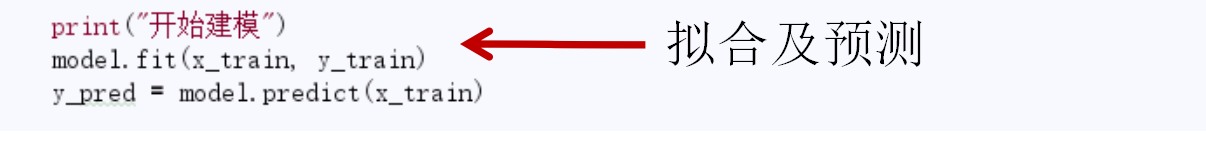 print("开始建模")
model.fit(x_train, y_train)
y_pred = model.predict(x_train)
拟合及预测